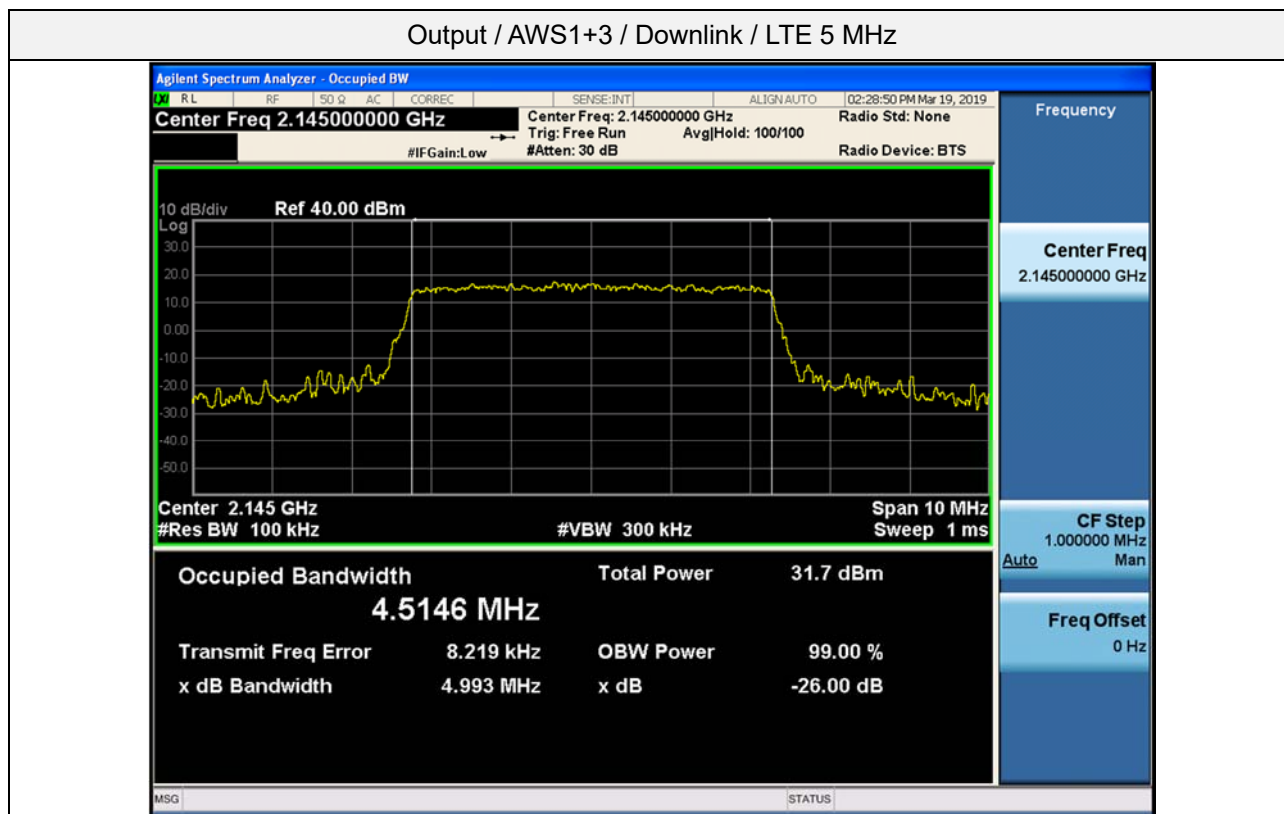 Output / AWS1+3 / Downlink / LTE 5 MHz
Agilent Spectrum Analyzer - Occupied BW
LXI RL RF 50 Ω AC CORREC SENSE:INT ALIGN AUTO 02:28:50 PM Mar 19, 2019
Center Freq 2.145000000 GHz
Center Freq: 2.145000000 GHz
Radio Std: None
Trig: Free Run Avg|Hold: 100/100
#IFGain:Low
#Atten: 30 dB
Radio Device: BTS
Frequency
10 dB/div Ref 40.00 dBm
Log
30.0
20.0
10.0
0.00
-10.0
-20.0
-30.0
-40.0
-50.0
Center 2.145 GHz Span 10 MHz
#Res BW 100 kHz #VBW 300 kHz Sweep 1 ms
Center Freq
2.145000000 GHz
CF Step
1.000000 MHz
Auto Man
Freq Offset
0 Hz
Occupied Bandwidth Total Power 31.7 dBm
4.5146 MHz
Transmit Freq Error 8.219 kHz OBW Power 99.00 %
x dB Bandwidth 4.993 MHz x dB -26.00 dB
MSG STATUS